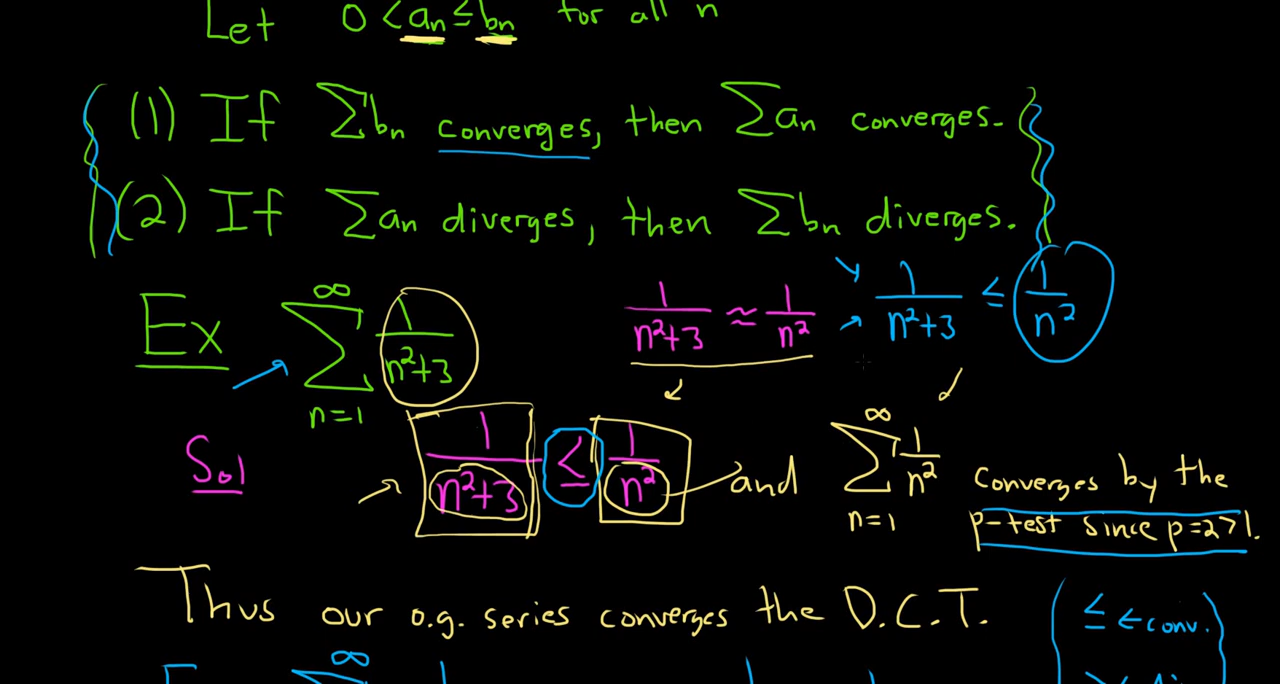 Let 0 < an ≤ bn for all n
(1) If Σbn converges, then Σan converges.
(2) If Σan diverges, then Σbn diverges.
Ex ∞ Σ n=1 1/(n²+3) 1/(n²+3) ≈ 1/n² 1/(n²+3) ≤ 1/n²
Sol 1/(n²+3) ≤ 1/n² and ∞ Σ n=1 1/n² converges by the
p-test since p=2>1.
Thus our o.g. series converges the D.C.T.
≤ ← conv.
∞